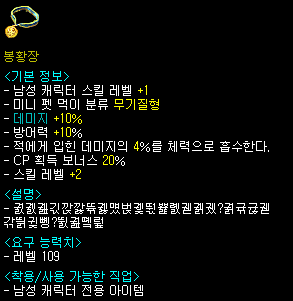 봉황장
<기본 정보>
- 남성 캐릭터 스킬 레벨 +1
- 미니 펫 먹이 분류 무기질형
- 데미지 +10%
- 방어력 +10%
- 적에게 입힌 데미지의 4%를 체력으로 흡수한다.
- CP 획득 보너스 20%
- 스킬 레벨 +2
<설명>
<요구 능력치>
- 레벨 109
<착용/사용 가능한 직업>
- 남성 캐릭터 전용 아이템